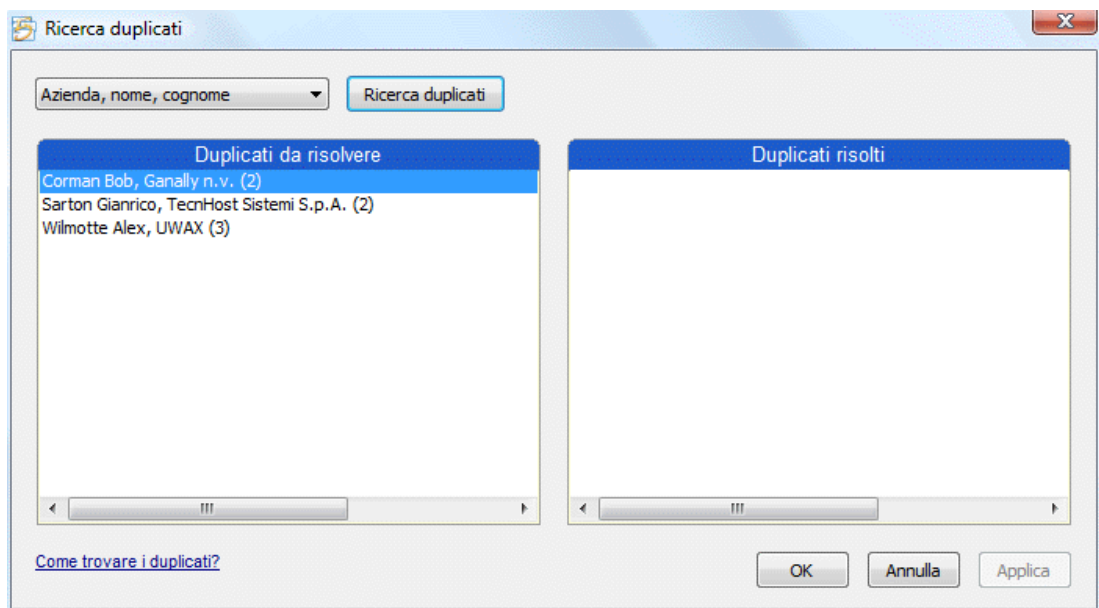 Ricerca duplicati
Azienda, nome, cognome
Ricerca duplicati
Duplicati da risolvere
Corman Bob, Ganally n.v. (2)
Sarton Gianrico, TecnHost Sistemi S.p.A. (2)
Wilmotte Alex, UWAX (3)
Duplicati risolti
Come trovare i duplicati?
OK
Annulla
Applica